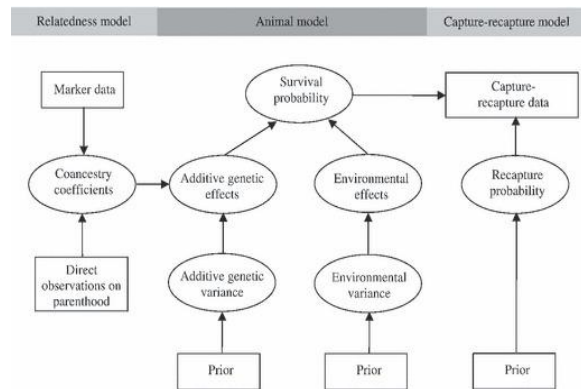 Relatedness model
Animal model
Capture-recapture model
Marker data
Survival
probability
Capture-
recapture data
Coancestry
coefficients
Additive genetic
effects
Environmental
effects
Recapture
probability
Direct
observations on
parenthood
Additive genetic
variance
Environmental
variance
Prior
Prior
Prior